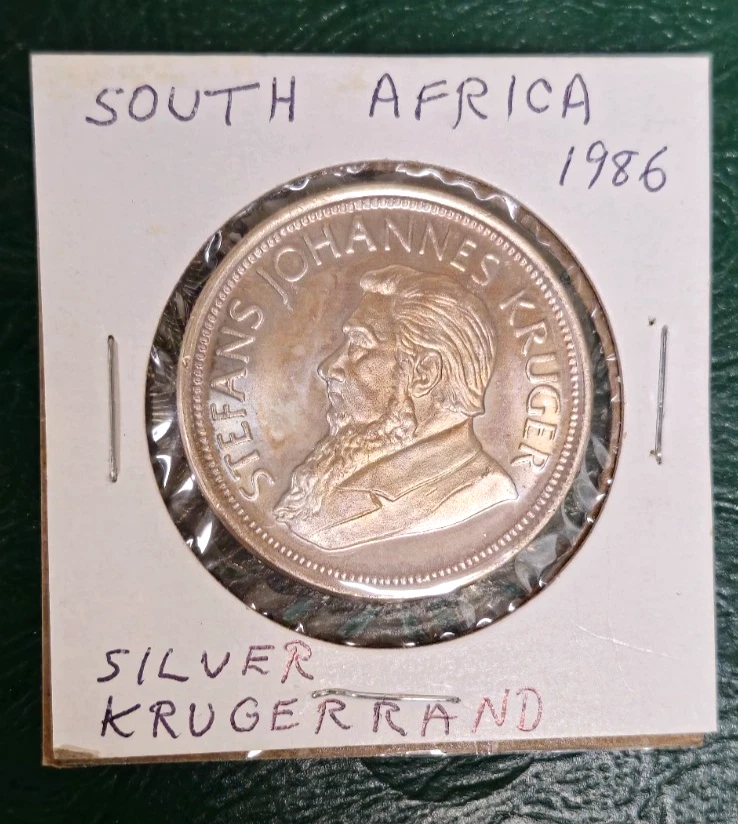 SOUTH AFRICA
1986
STEFANS JOHANNES KRUGER
SILVER
KRUGERRAND